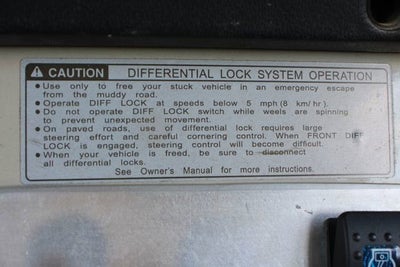 CAUTION DIFFERENTIAL LOCK SYSTEM OPERATION
● Use only to free your stuck vehicle in an emergency escape
from the muddy road.
● Operate DIFF LOCK at speeds below 5 mph (8 km/hr).
● Do not operate DIFF LOCK switch while weels are spinning
to prevent unexpected movement.
● On paved roads, use of differential lock requires large
steering effort and careful cornering control. When FRONT DIFF
LOCK is engaged, steering control will become difficult.
● When your vehicle is freed, be sure to disconnect
all differential locks.
See Owner's Manual for more instructions.